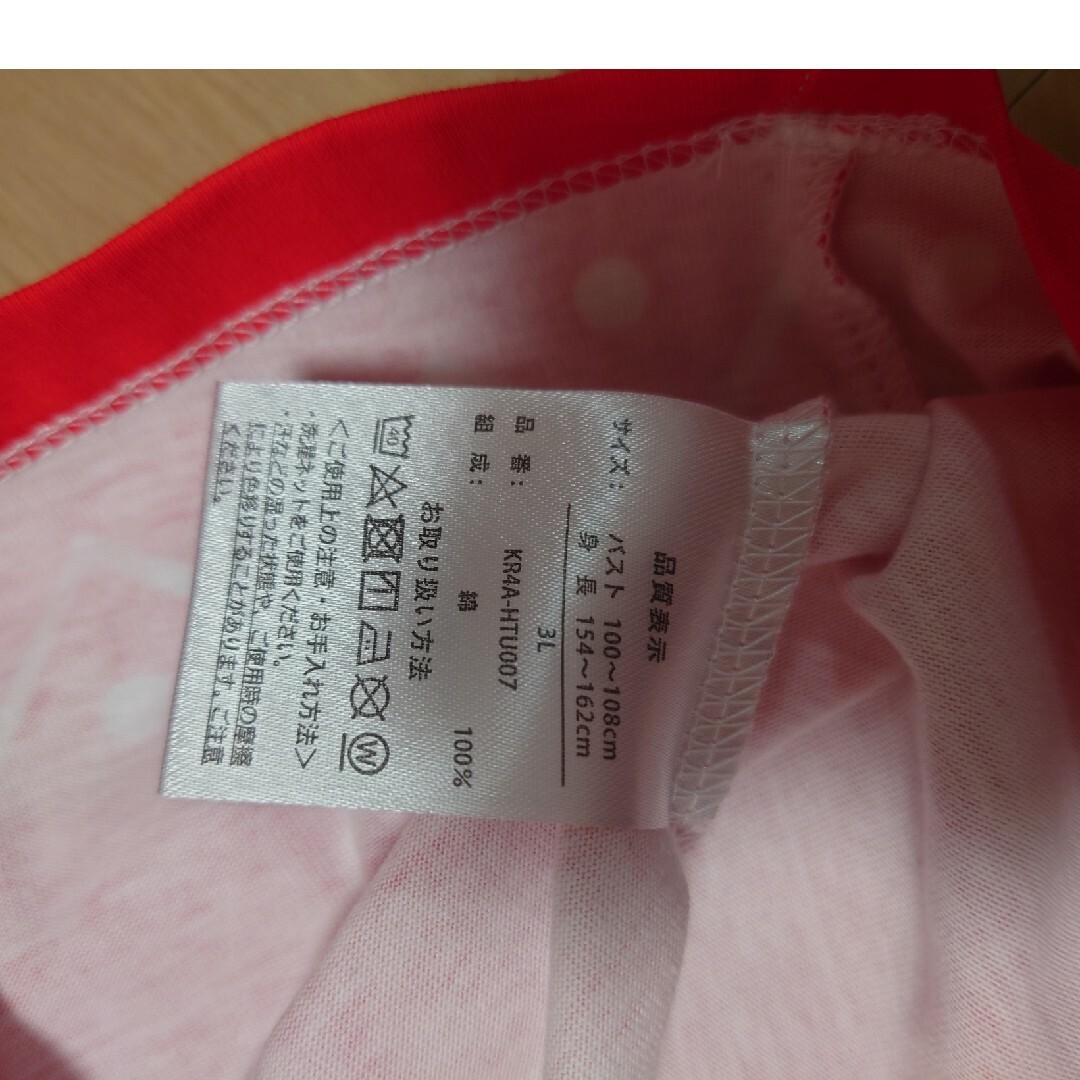 品質表示
サイズ： バスト 100～108cm
身長 154～162cm
3L
品番： KR4A-HTU007
組成： 綿 100%
お取り扱い方法
W
＜ご使用上の注意・お手入れ方法＞
・洗濯ネットをご使用ください。
・汗などの湿った状態や、ご使用時の摩擦
により色移りすることがあります。ご注意
ください。